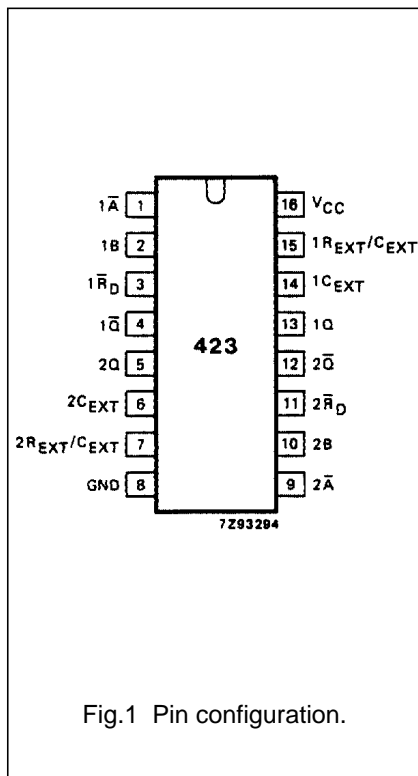 1A̅ 1 16 VCC
1B 2 15 1REXT/CEXT
1R̅D 3 14 1CEXT
1Q̅ 4 13 1Q
423
2Q 5 12 2Q̅
2CEXT 6 11 2R̅D
2REXT/CEXT 7 10 2B
GND 8 9 2A̅
7Z93294
Fig.1 Pin configuration.